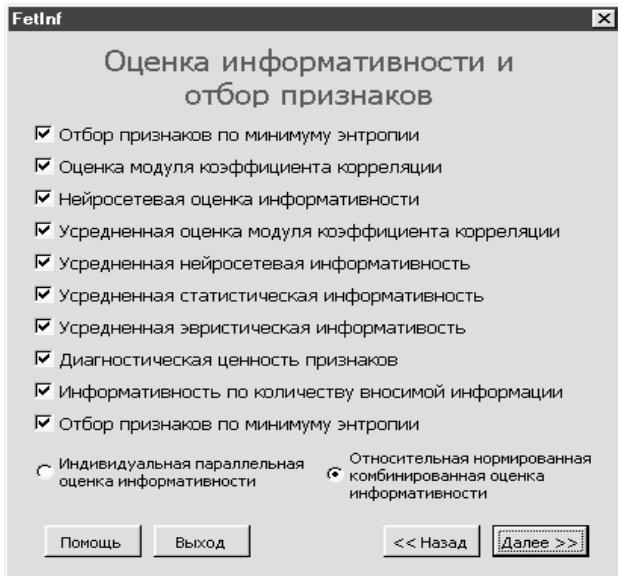 FetInf
Оценка информативности и
отбор признаков
Отбор признаков по минимуму энтропии
Оценка модуля коэффициента корреляции
Нейросетевая оценка информативности
Усредненная оценка модуля коэффициента корреляции
Усредненная нейросетевая информативность
Усредненная статистическая информативность
Усредненная эвристическая информативость
Диагностическая ценность признаков
Информативность по количеству вносимой информации
Отбор признаков по минимуму энтропии
Индивидуальная параллельная
оценка информативности
Относительная нормированная
комбинированная оценка
информативности
Помощь
Выход
<< Назад
Далее >>